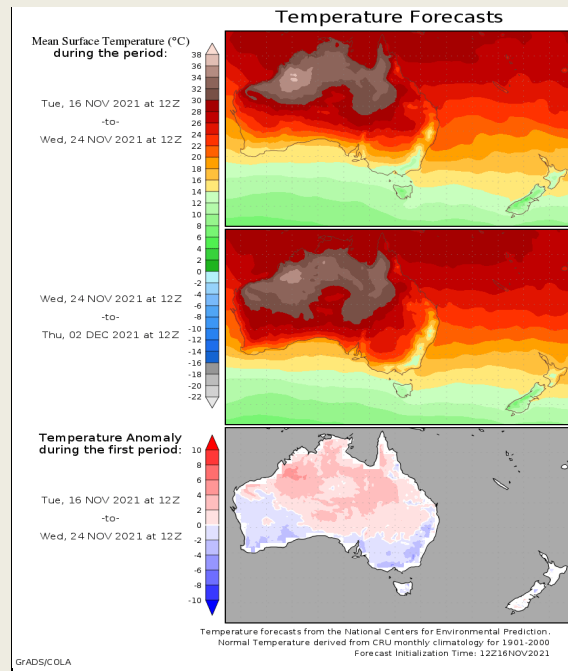 Temperature Forecasts
Mean Surface Temperature (°C)
during the period:
Tue, 16 NOV 2021 at 12Z
-to-
Wed, 24 NOV 2021 at 12Z
38
36
34
32
30
28
26
24
22
20
18
16
14
12
10
8
6
4
2
0
-2
-4
-6
-8
-10
-12
-14
-16
-18
-20
-22
Wed, 24 NOV 2021 at 12Z
-to-
Thu, 02 DEC 2021 at 12Z
Temperature Anomaly
during the first period:
Tue, 16 NOV 2021 at 12Z
-to-
Wed, 24 NOV 2021 at 12Z
10
8
6
4
2
0
-2
-4
-6
-8
-10
Temperature forecasts from the National Centers for Environmental Prediction.
Normal Temperature derived from CRU monthly climatology for 1901-2000
Forecast Initialization Time: 12Z16NOV2021
GrADS/COLA